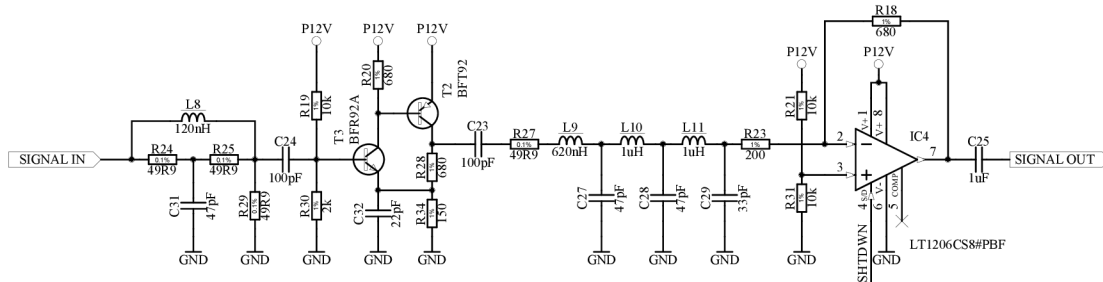 P12V P12V P12V P12V P12V
R18
680
R20
1%
680
T2
BFT92
R19
1%
10k
R21
1%
10k
L8
120nH
T3
BFR92A
C24
100pF
C23
100pF
R27
0.1%
49R9
L9
620nH
L10
1uH
L11
1uH
R23
1%
200
2
3
1
V+
8
V+
IC4
7
C25
1uF
SIGNAL IN
R24
0.1%
49R9
R25
0.1%
49R9
SIGNAL OUT
R28
1%
680
C31
47pF
R29
0.1%
49R9
R30
1%
2k
C32
22pF
R34
1%
150
C27
47pF
C28
47pF
C29
33pF
R31
1%
10k
4
S/D
6
V-
5
COMP
LT1206CS8#PBF
SHTDWN
GND GND GND GND GND GND GND GND GND GND